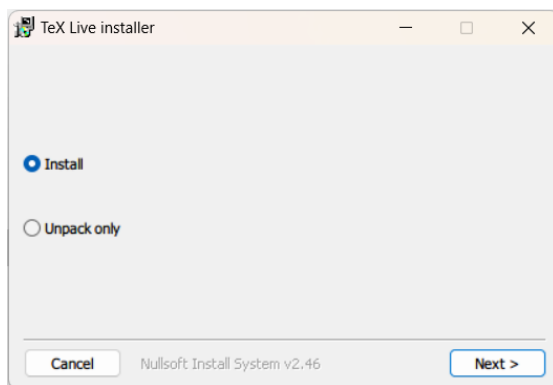 TeX Live installer
Install
Unpack only
Cancel
Nullsoft Install System v2.46
Next >